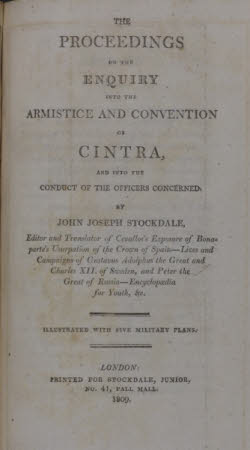 THE
PROCEEDINGS
ON THE
ENQUIRY
INTO THE
ARMISTICE AND CONVENTION
OF
CINTRA,
AND INTO THE
CONDUCT OF THE OFFICERS CONCERNED.
BY
JOHN JOSEPH STOCKDALE,
Editor and Translator of Cevallos's Exposure of Bona-
parte's Usurpation of the Crown of Spain—Lives and
Campaigns of Gustavus Adolphus the Great and
Charles XII. of Sweden, and Peter the
Great of Russia—Encyclopædia
for Youth, &c.
ILLUSTRATED WITH FIVE MILITARY PLANS.
LONDON:
PRINTED FOR STOCKDALE, JUNIOR,
NO. 41, PALL MALL.
1809.